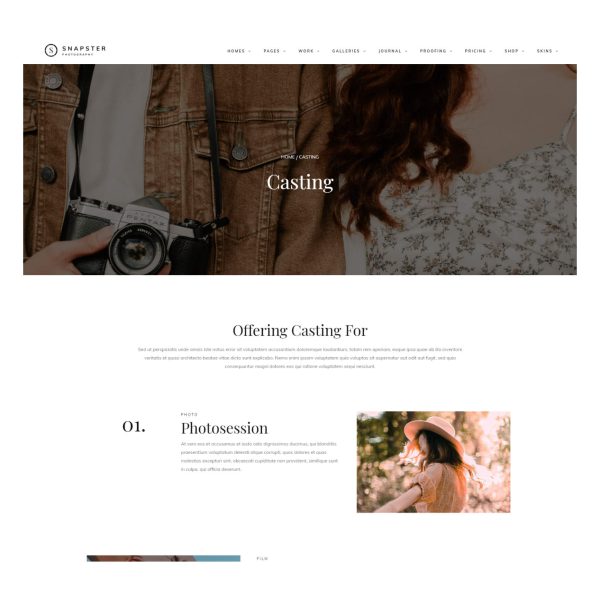 S SNAPSTER
PHOTOGRAPHY
HOMES PAGES WORK GALLERIES JOURNAL PROOFING PRICING SHOP SKINS
PENTAX
HOME / CASTING
Casting
Offering Casting For
Sed ut perspiciatis unde omnis iste natus error sit voluptatem accusantium doloremque laudantium, totam rem aperiam, eaque ipsa quae ab illo inventore
veritatis et quasi architecto beatae vitae dicta sunt explicabo. Nemo enim ipsam voluptatem quia voluptas sit aspernatur aut odit aut fugit, sed quia
consequuntur magni dolores eos qui ratione voluptatem sequi nesciunt.
01.
PHOTO
Photosession
At vero eos et accusamus et iusto odio dignissimos ducimus, qui blanditiis
praesentium voluptatum deleniti atque corrupti, quos dolores et quas
molestias excepturi sint, obcaecati cupiditate non provident, similique sunt
in culpa, qui officia deserunt.
FILM